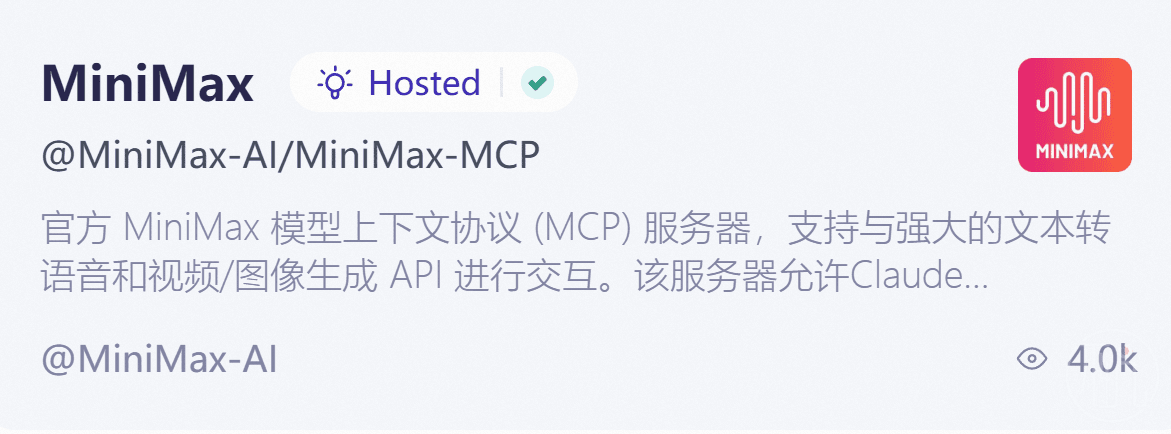 MiniMax Hosted
@MiniMax-AI/MiniMax-MCP
MINIMAX
官方 MiniMax 模型上下文协议 (MCP) 服务器，支持与强大的文本转
语音和视频/图像生成 API 进行交互。该服务器允许Claude...
@MiniMax-AI 4.0k